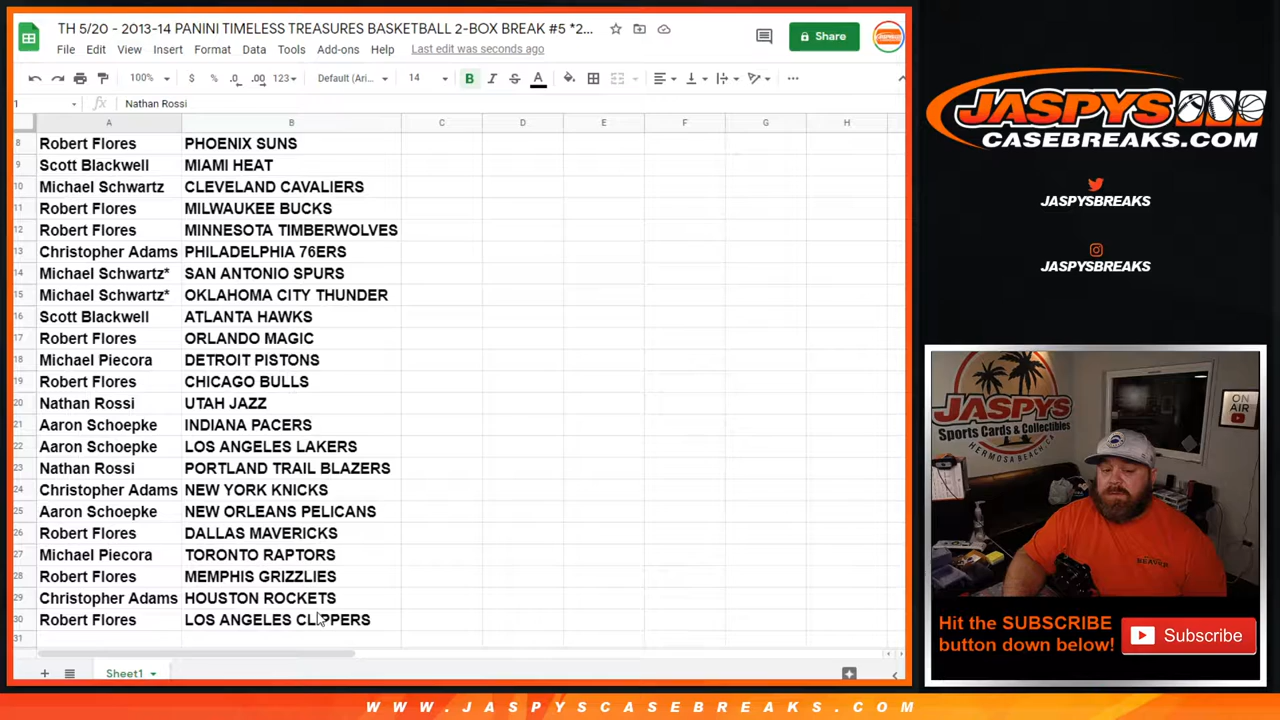 TH 5/20 - 2013-14 PANINI TIMELESS TREASURES BASKETBALL 2-BOX BREAK #5 *2...
File Edit View Insert Format Data Tools Add-ons Help Last edit was seconds ago
Share
100% $ % .0 .00 123 Default (Ari... 14 B I S A
1 fx Nathan Rossi
A B C D E F G H
8 Robert Flores PHOENIX SUNS
9 Scott Blackwell MIAMI HEAT
10 Michael Schwartz CLEVELAND CAVALIERS
11 Robert Flores MILWAUKEE BUCKS
12 Robert Flores MINNESOTA TIMBERWOLVES
13 Christopher Adams PHILADELPHIA 76ERS
14 Michael Schwartz* SAN ANTONIO SPURS
15 Michael Schwartz* OKLAHOMA CITY THUNDER
16 Scott Blackwell ATLANTA HAWKS
17 Robert Flores ORLANDO MAGIC
18 Michael Piecora DETROIT PISTONS
19 Robert Flores CHICAGO BULLS
20 Nathan Rossi UTAH JAZZ
21 Aaron Schoepke INDIANA PACERS
22 Aaron Schoepke LOS ANGELES LAKERS
23 Nathan Rossi PORTLAND TRAIL BLAZERS
24 Christopher Adams NEW YORK KNICKS
25 Aaron Schoepke NEW ORLEANS PELICANS
26 Robert Flores DALLAS MAVERICKS
27 Michael Piecora TORONTO RAPTORS
28 Robert Flores MEMPHIS GRIZZLIES
29 Christopher Adams HOUSTON ROCKETS
30 Robert Flores LOS ANGELES CLIPPERS
31
Sheet1
JASPYS
CASEBREAKS.COM
JASPYSBREAKS
JASPYSBREAKS
JASPYS
Sports Cards & Collectibles
HERMOSA BEACH, CA
ON
AIR
BEAVER
Hit the SUBSCRIBE
button down below!
Subscribe
WWW.JASPYSCASEBREAKS.COM